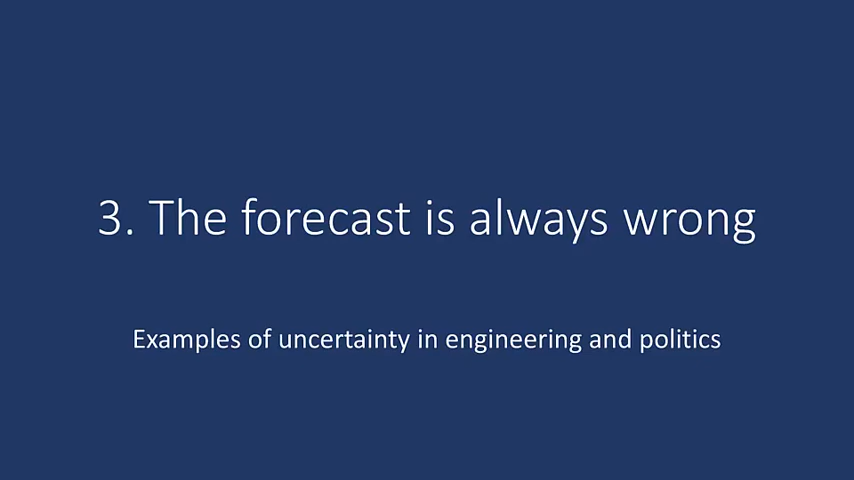 3. The forecast is always wrong
Examples of uncertainty in engineering and politics